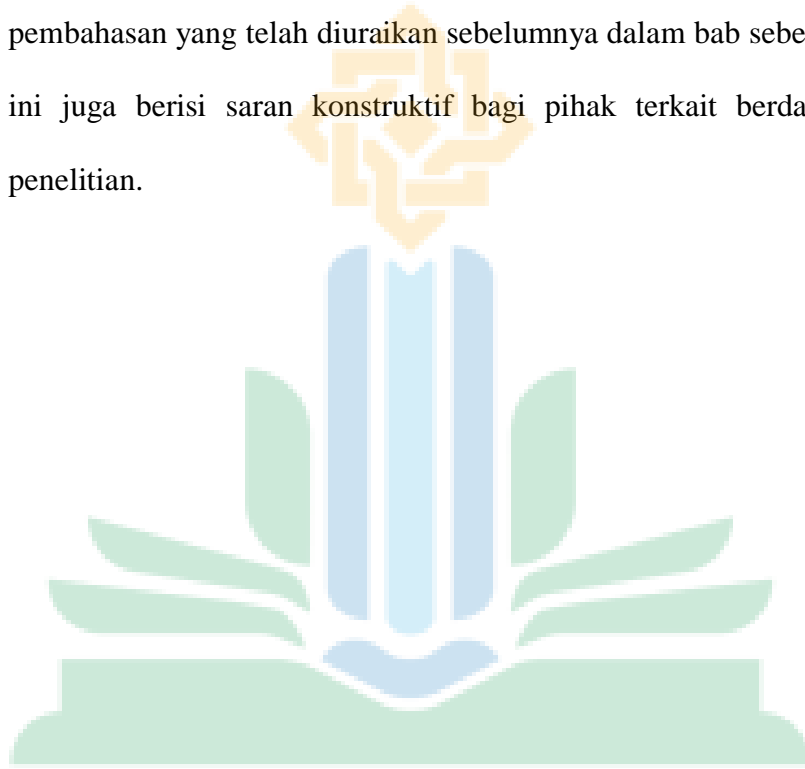 pembahasan yang telah diuraikan sebelumnya dalam bab sebe
ini juga berisi saran konstruktif bagi pihak terkait berda
penelitian.